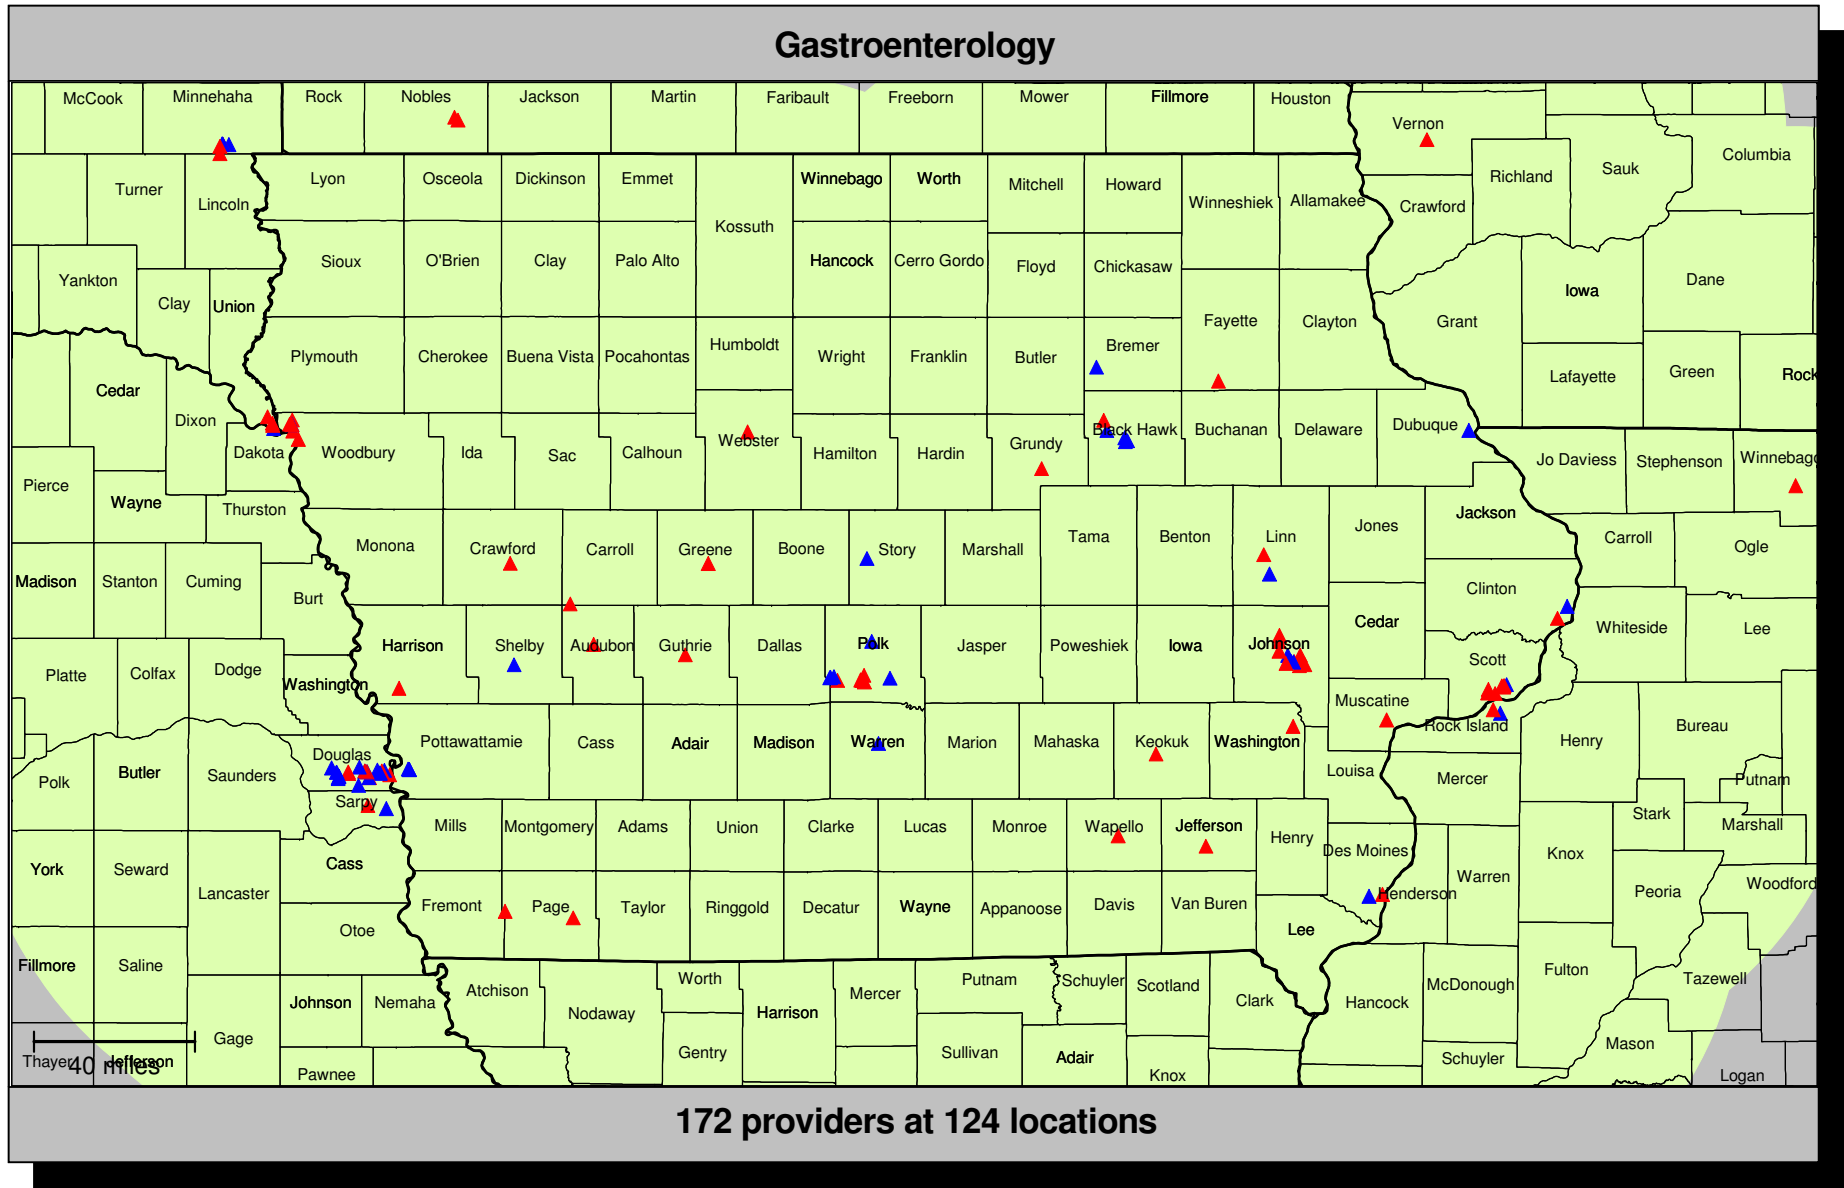 Gastroenterology
McCook Minnehaha Rock Nobles Jackson Martin Faribault Freeborn Mower Fillmore Houston
Vernon
Columbia
Sauk
Richland
Turner Lincoln Lyon Osceola Dickinson Emmet Winnebago Worth Mitchell Howard
Winneshiek Allamakee Crawford
Kossuth
Yankton Clay Union Sioux O'Brien Clay Palo Alto Hancock Cerro Gordo Floyd Chickasaw
Iowa Dane
Fayette Clayton Grant
Plymouth Cherokee Buena Vista Pocahontas Humboldt Wright Franklin Butler Bremer
Lafayette Green Rock
Cedar Dixon
Dakota Woodbury Ida Sac Calhoun Webster Hamilton Hardin Grundy Black Hawk Buchanan Delaware Dubuque
Jo Daviess Stephenson Winnebago
Pierce
Wayne Thurston
Jackson
Monona Crawford Carroll Greene Boone Story Marshall Tama Benton Linn Jones
Carroll Ogle
Madison Stanton Cuming Burt
Clinton
Cedar Whiteside Lee
Harrison Shelby Audubon Guthrie Dallas Polk Jasper Poweshiek Iowa Johnson
Scott
Platte Colfax Dodge Washington
Muscatine Rock Island Henry Bureau
Pottawattamie Cass Adair Madison Warren Marion Mahaska Keokuk Washington
Douglas
Polk Butler Saunders
Louisa Mercer Putnam
Sarpy
Mills Montgomery Adams Union Clarke Lucas Monroe Wapello Jefferson Henry
Stark Marshall
Des Moines Knox
York Seward Lancaster Cass
Warren Peoria Woodford
Fremont Page Taylor Ringgold Decatur Wayne Appanoose Davis Van Buren Henderson
Otoe Lee
Fillmore Saline
Fulton Tazewell
Atchison Worth Mercer Putnam Schuyler Scotland Clark Hancock McDonough
Johnson Nemaha Nodaway Harrison
Gage Gentry Sullivan Adair Schuyler Mason
Thayer Jefferson
40 miles
Pawnee Knox Logan
172 providers at 124 locations